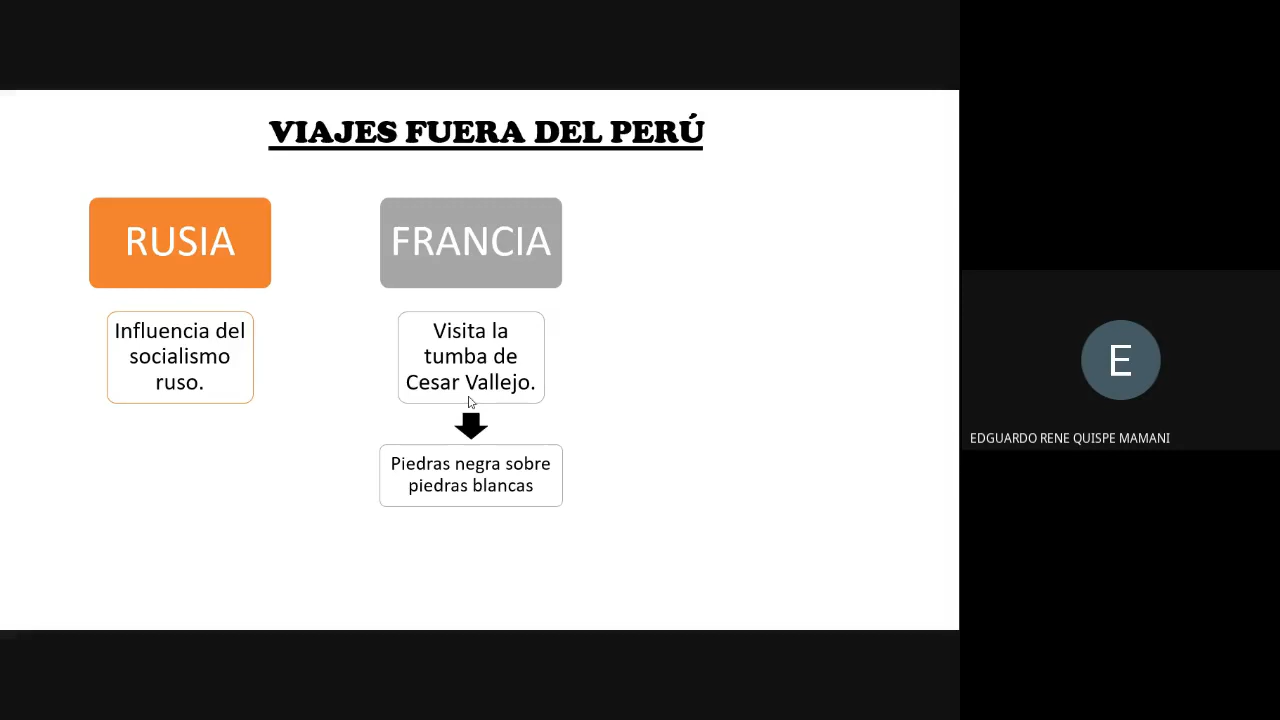 VIAJES FUERA DEL PERÚ
RUSIA
Influencia del
socialismo
ruso.
FRANCIA
Visita la
tumba de
Cesar Vallejo.
Piedras negra sobre
piedras blancas
E
EDGUARDO RENE QUISPE MAMANI